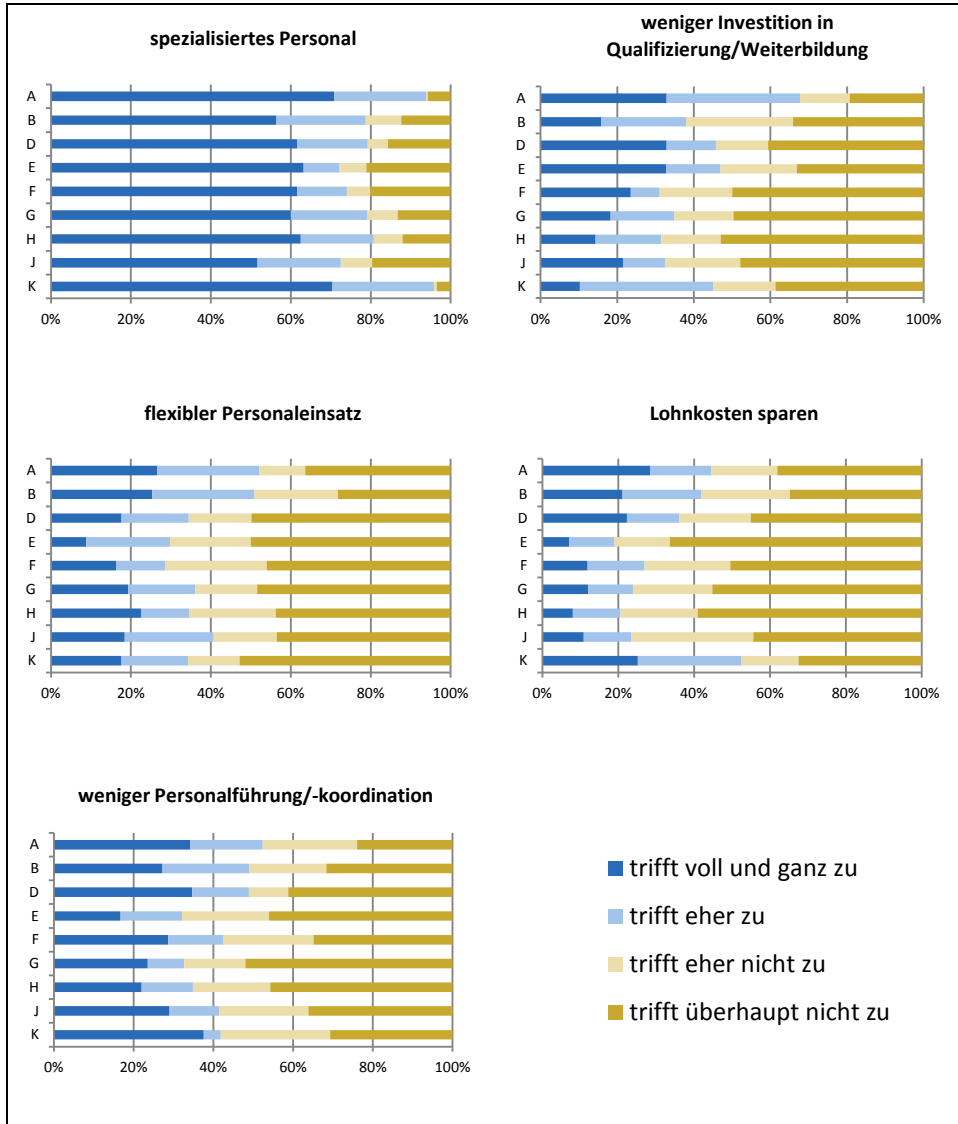 spezialisiertes Personal
A
B
D
E
F
G
H
J
K
0% 20% 40% 60% 80% 100%
weniger Investition in
Qualifizierung/Weiterbildung
A
B
D
E
F
G
H
J
K
0% 20% 40% 60% 80% 100%
flexibler Personaleinsatz
A
B
D
E
F
G
H
J
K
0% 20% 40% 60% 80% 100%
Lohnkosten sparen
A
B
D
E
F
G
H
J
K
0% 20% 40% 60% 80% 100%
weniger Personalführung/-koordination
A
B
D
E
F
G
H
J
K
0% 20% 40% 60% 80% 100%
trifft voll und ganz zu
trifft eher zu
trifft eher nicht zu
trifft überhaupt nicht zu